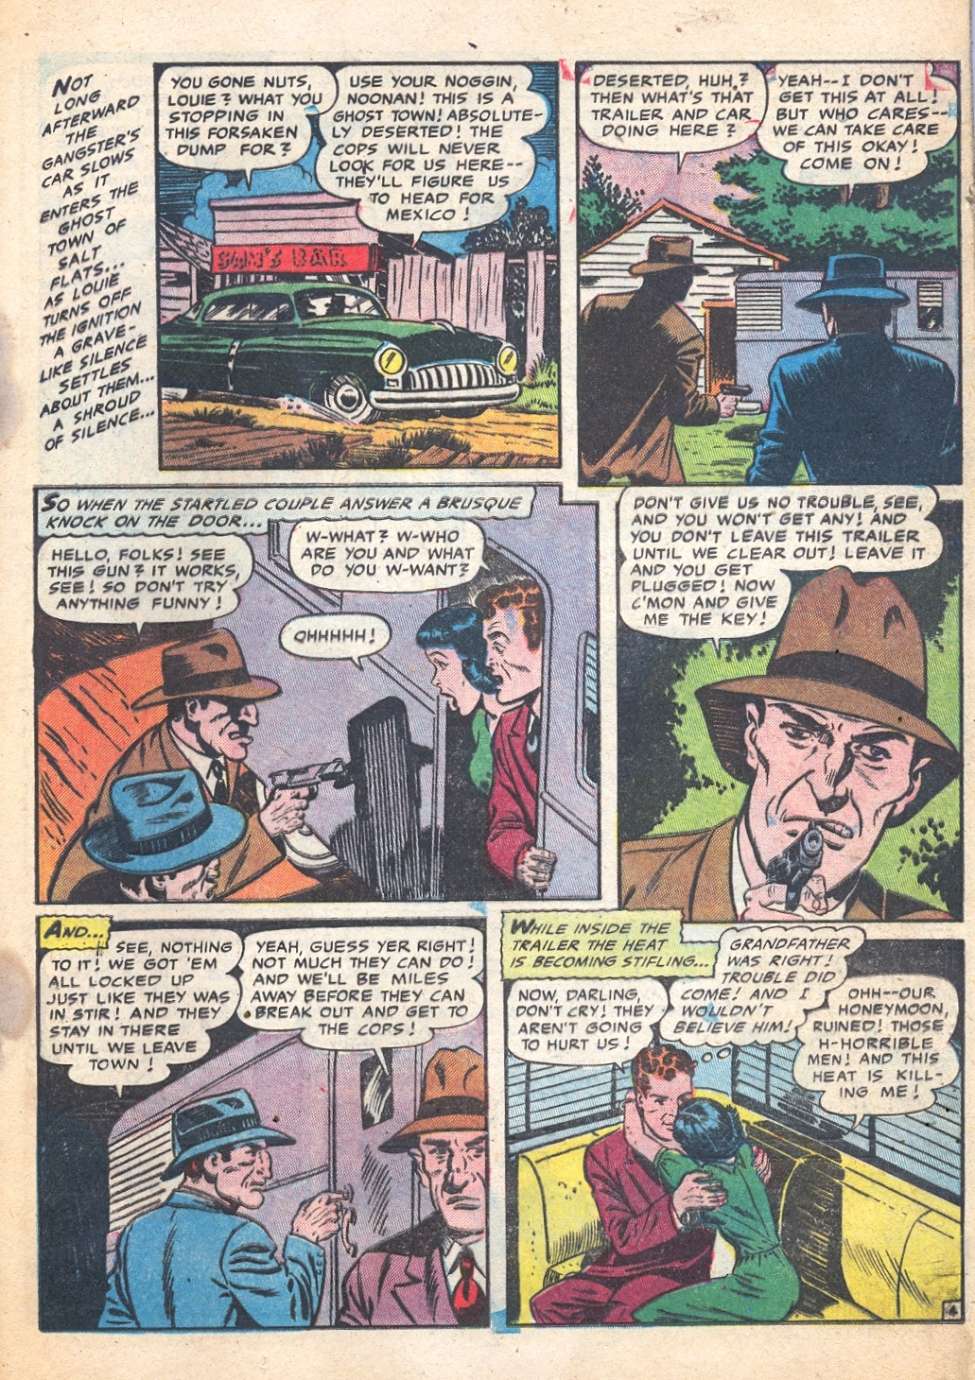 NOT
LONG
AFTERWARD
THE
GANGSTER'S
CAR SLOWS
AS IT
ENTERS THE
GHOST
TOWN OF
SALT
FLATS...
AS LOUIE
TURNS OFF
THE IGNITION
A GRAVE-
LIKE SILENCE
SETTLES
ABOUT THEM...
A SHROUD
OF SILENCE...
YOU GONE NUTS,
LOUIE? WHAT YOU
STOPPING IN
THIS FORSAKEN
DUMP FOR?
USE YOUR NOGGIN,
NOONAN! THIS IS A
GHOST TOWN! ABSOLUTE-
LY DESERTED! THE
COPS WILL NEVER
LOOK FOR US HERE--
THEY'LL FIGURE US
TO HEAD FOR
MEXICO!
SAM'S BAR
DESERTED, HUH?
THEN WHAT'S THAT
TRAILER AND CAR
DOING HERE?
YEAH--I DON'T
GET THIS AT ALL!
BUT WHO CARES--
WE CAN TAKE CARE
OF THIS OKAY!
COME ON!
SO WHEN THE STARTLED COUPLE ANSWER A BRUSQUE
KNOCK ON THE DOOR...
HELLO, FOLKS! SEE
THIS GUN? IT WORKS,
SEE! SO DON'T TRY
ANYTHING FUNNY!
W-WHAT? W-WHO
ARE YOU AND WHAT
DO YOU W-WANT?
OHHHHH!
DON'T GIVE US NO TROUBLE, SEE,
AND YOU WON'T GET ANY! AND
YOU DON'T LEAVE THIS TRAILER
UNTIL WE CLEAR OUT! LEAVE IT
AND YOU GET
PLUGGED! NOW
C'MON AND GIVE
ME THE KEY!
AND...
SEE, NOTHING
TO IT! WE GOT 'EM
ALL LOCKED UP
JUST LIKE THEY WAS
IN STIR! AND THEY
STAY IN THERE
UNTIL WE LEAVE
TOWN!
YEAH, GUESS YER RIGHT!
NOT MUCH THEY CAN DO!
AND WE'LL BE MILES
AWAY BEFORE THEY CAN
BREAK OUT AND GET TO
THE COPS!
WHILE INSIDE THE
TRAILER THE HEAT
IS BECOMING STIFLING...
NOW, DARLING,
DON'T CRY! THEY
AREN'T GOING
TO HURT US!
GRANDFATHER
WAS RIGHT!
TROUBLE DID
COME! AND I
WOULDN'T
BELIEVE HIM!
OHH--OUR
HONEYMOON,
RUINED! THOSE
H-HORRIBLE
MEN! AND THIS
HEAT IS KILL-
ING ME!
4